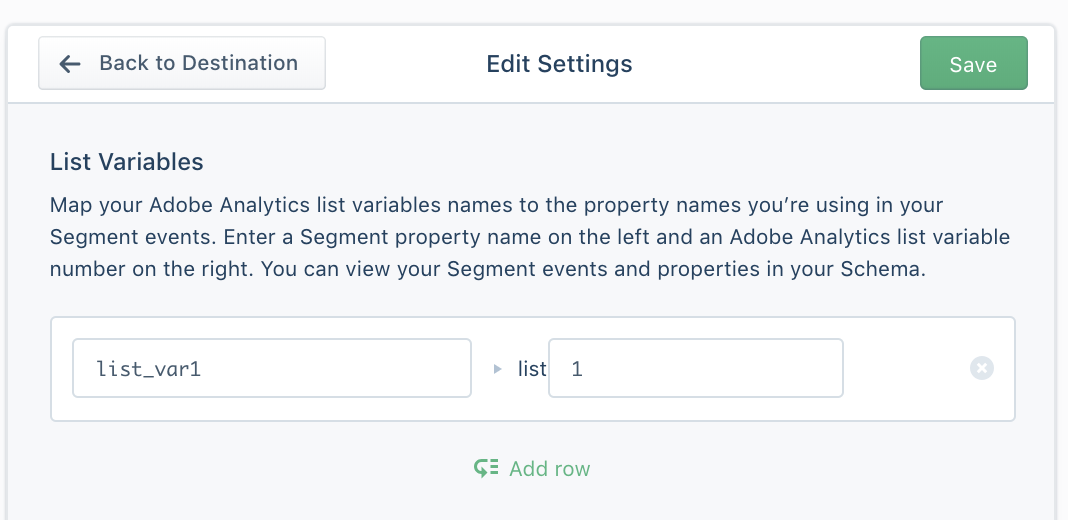 Back to Destination
Edit Settings
Save
List Variables
Map your Adobe Analytics list variables names to the property names you’re using in your
Segment events. Enter a Segment property name on the left and an Adobe Analytics list variable
number on the right. You can view your Segment events and properties in your Schema.
list_var1
list 1
Add row